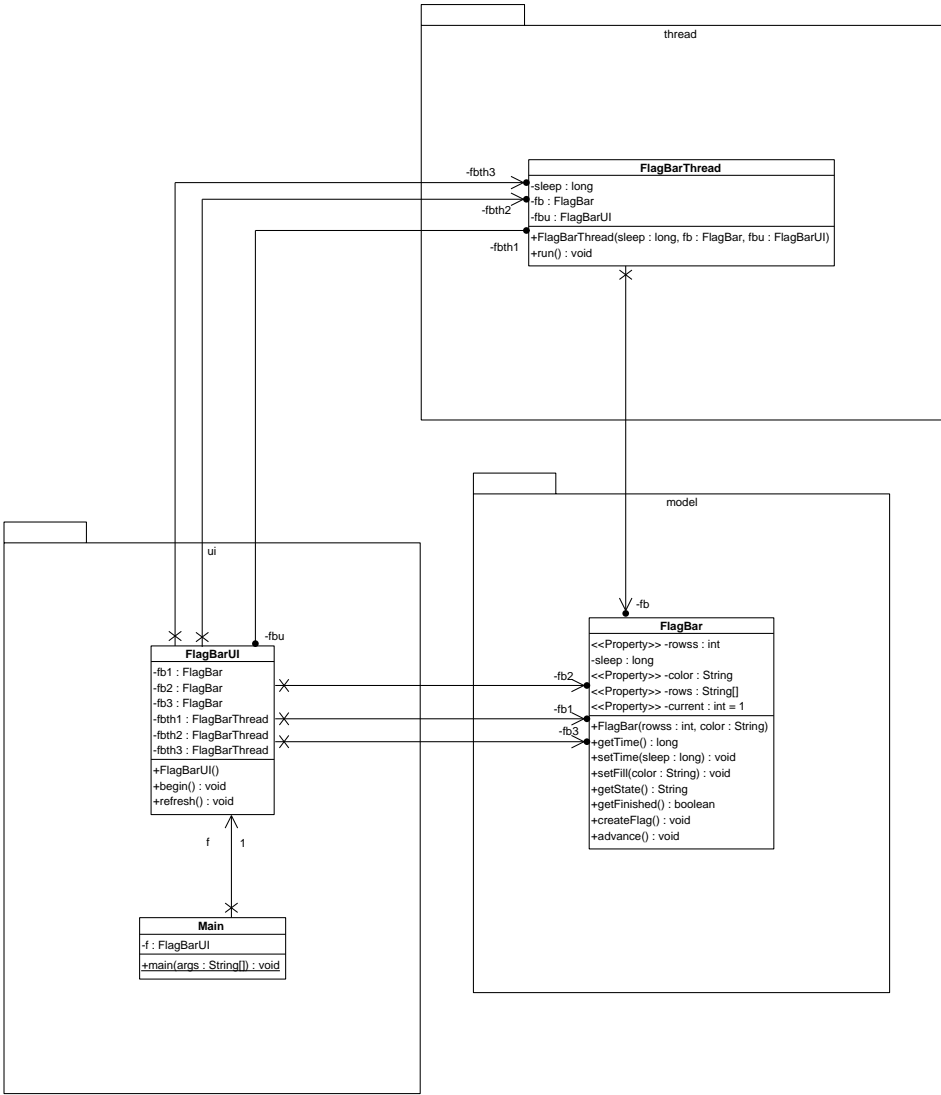 thread
-fbth3
-fbth2
-fbth1
FlagBarThread
-sleep : long
-fb : FlagBar
-fbu : FlagBarUI
+FlagBarThread(sleep : long, fb : FlagBar, fbu : FlagBarUI)
+run() : void
model
-fb
FlagBar
<<Property>> -rowss : int
-sleep : long
<<Property>> -color : String
<<Property>> -rows : String[]
<<Property>> -current : int = 1
+FlagBar(rowss : int, color : String)
+getTime() : long
+setTime(sleep : long) : void
+setFill(color : String) : void
+getState() : String
+getFinished() : boolean
+createFlag() : void
+advance() : void
ui
-fbu
FlagBarUI
-fb1 : FlagBar
-fb2 : FlagBar
-fb3 : FlagBar
-fbth1 : FlagBarThread
-fbth2 : FlagBarThread
-fbth3 : FlagBarThread
+FlagBarUI()
+begin() : void
+refresh() : void
-fb2
-fb1
-fb3
f 1
Main
-f : FlagBarUI
+main(args : String[]) : void